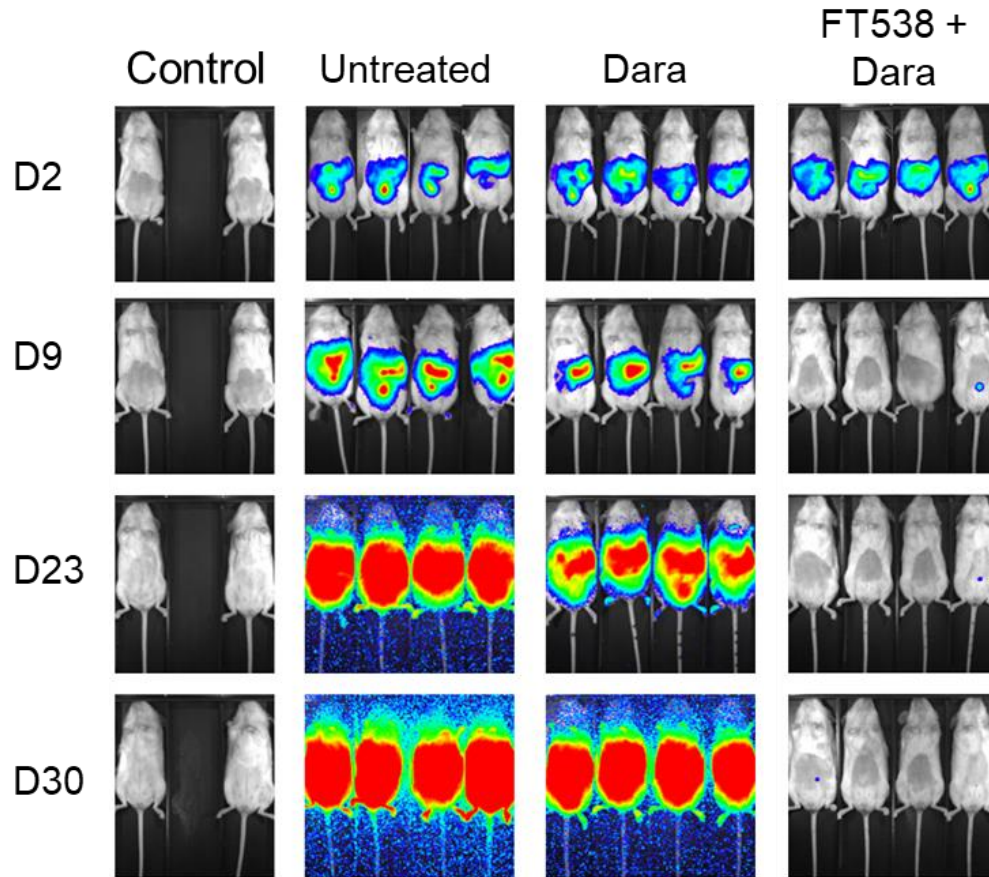 Control
Untreated
Dara
FT538 +
Dara
D2
D9
D23
D30